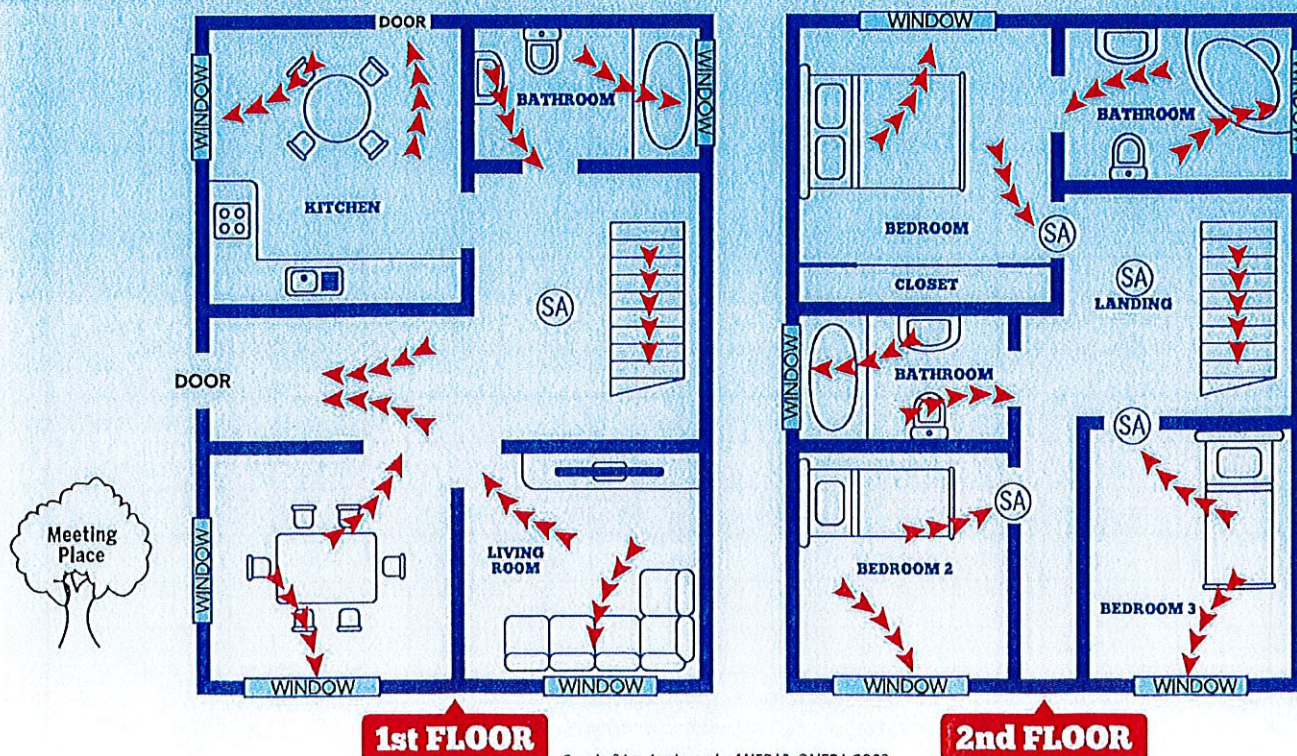 DOOR
WINDOW
KITCHEN
BATHROOM
WINDOW
SA
DOOR
Meeting
Place
WINDOW
LIVING
ROOM
WINDOW
WINDOW
1st FLOOR
WINDOW
BEDROOM
BATHROOM
SA
CLOSET
SA
LANDING
WINDOW
BATHROOM
SA
SA
BEDROOM 2
BEDROOM 3
WINDOW
WINDOW
2nd FLOOR